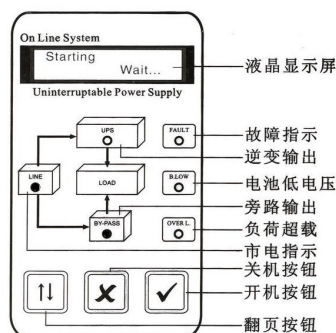 On Line System
Starting
Wait...
液晶显示屏
Uninterruptable Power Supply
UPS
FAULT
故障指示
逆变输出
LINE
LOAD
B.LOW
电池低电压
旁路输出
BY-PASS
OVER L.
负荷超载
市电指示
关机按钮
开机按钮
翻页按钮